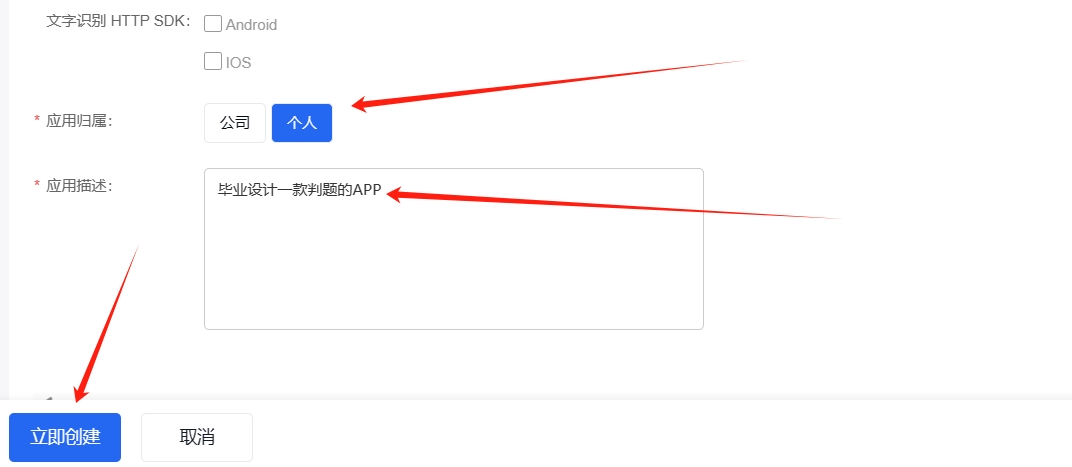 文字识别 HTTP SDK：
Android
IOS
* 应用归属：
公司 个人
* 应用描述：
毕业设计一款判题的APP
立即创建 取消